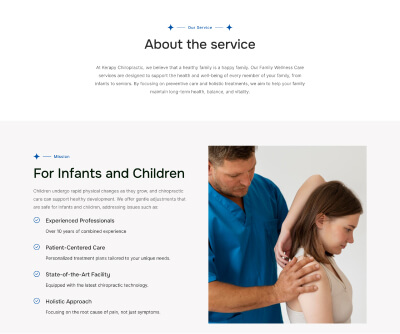 Our Service
About the service
At Kerapy Chiropractic, we believe that a healthy family is a happy family. Our Family Wellness Care
services are designed to support the health and well-being of every member of your family, from
infants to seniors. By focusing on preventive care and holistic treatments, we aim to help your family
maintain long-term health, balance, and vitality.
Mission
For Infants and Children
Children undergo rapid physical changes as they grow, and chiropractic
care can support healthy development. We offer gentle adjustments that
are safe for infants and children, addressing issues such as:
Experienced Professionals
Over 10 years of combined experience
Patient-Centered Care
Personalized treatment plans tailored to your unique needs.
State-of-the-Art Facility
Equipped with the latest chiropractic technology.
Holistic Approach
Focusing on the root cause of pain, not just symptoms.